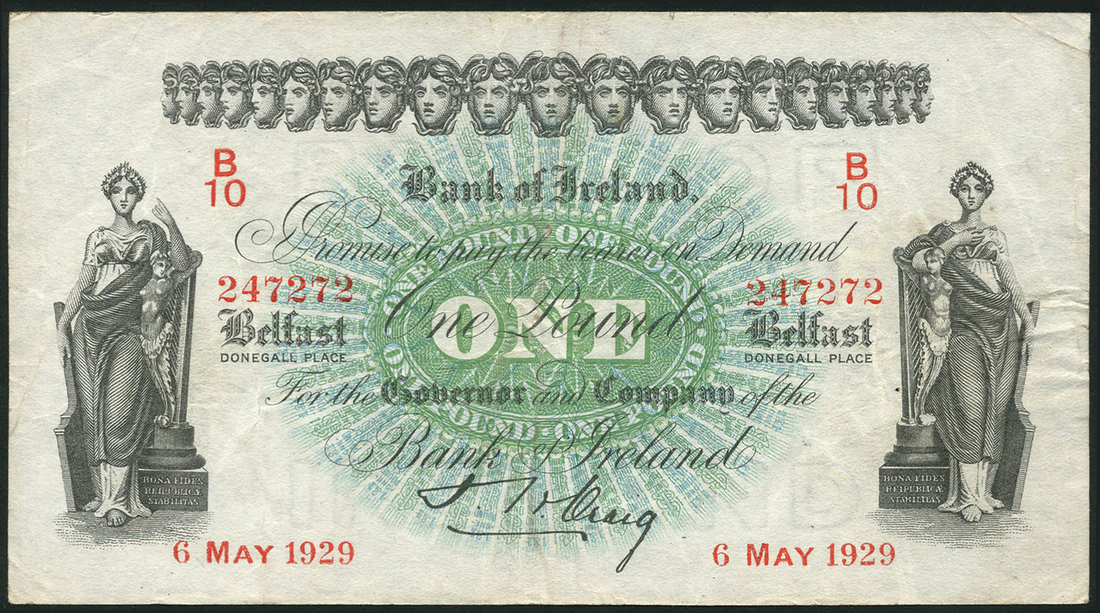 B
10
B
10
Bank of Ireland.
I Promise to pay the bearer on Demand
247272
247272
One Pound
ONE
Belfast
DONEGALL PLACE
Belfast
DONEGALL PLACE
For the Governor and Company of the
Bank of Ireland
BONA FIDES
REIPUBLICÆ
STABILITAS
BONA FIDES
REIPUBLICÆ
STABILITAS
6 MAY 1929
6 MAY 1929